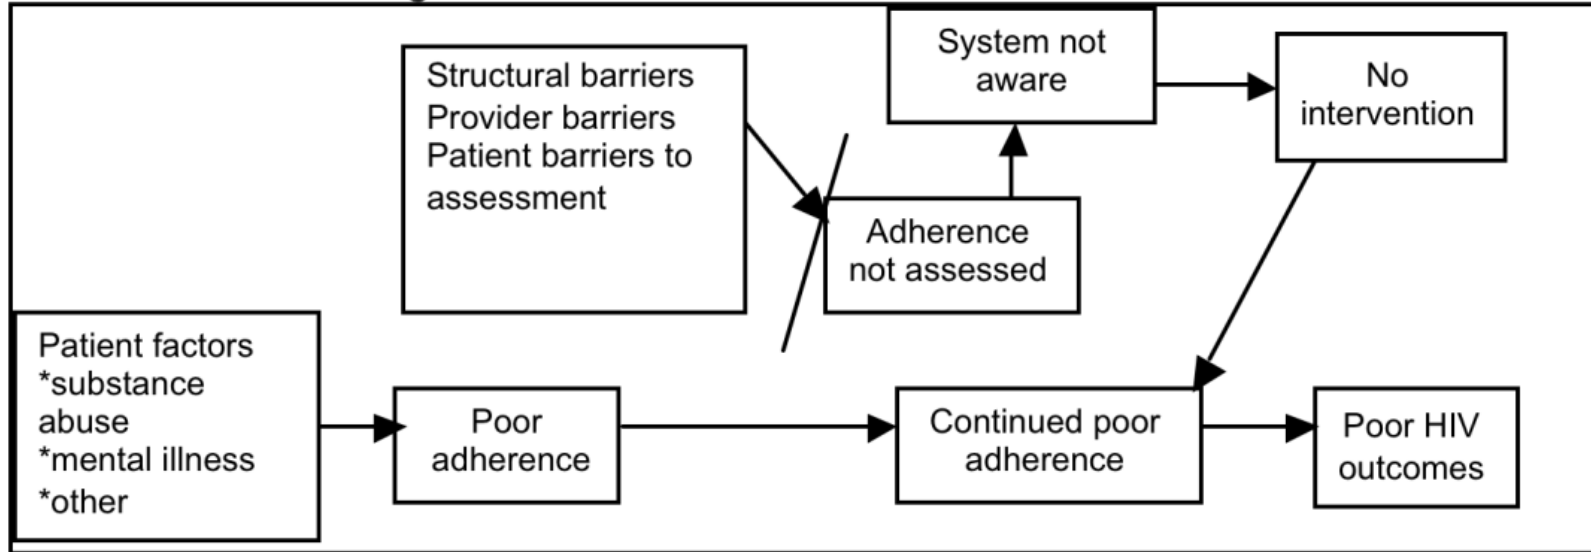 Structural barriers
Provider barriers
Patient barriers to
assessment
System not
aware
No
intervention
Adherence
not assessed
Patient factors
*substance
abuse
*mental illness
*other
Poor
adherence
Continued poor
adherence
Poor HIV
outcomes